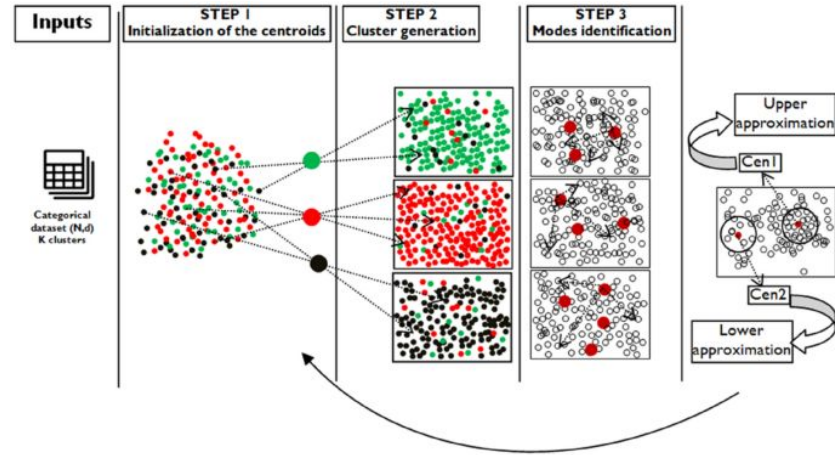 Inputs
STEP 1
Initialization of the centroids
STEP 2
Cluster generation
STEP 3
Modes identification
Categorical
dataset (N,d)
K clusters
Upper
approximation
Cen1
Cen2
Lower
approximation